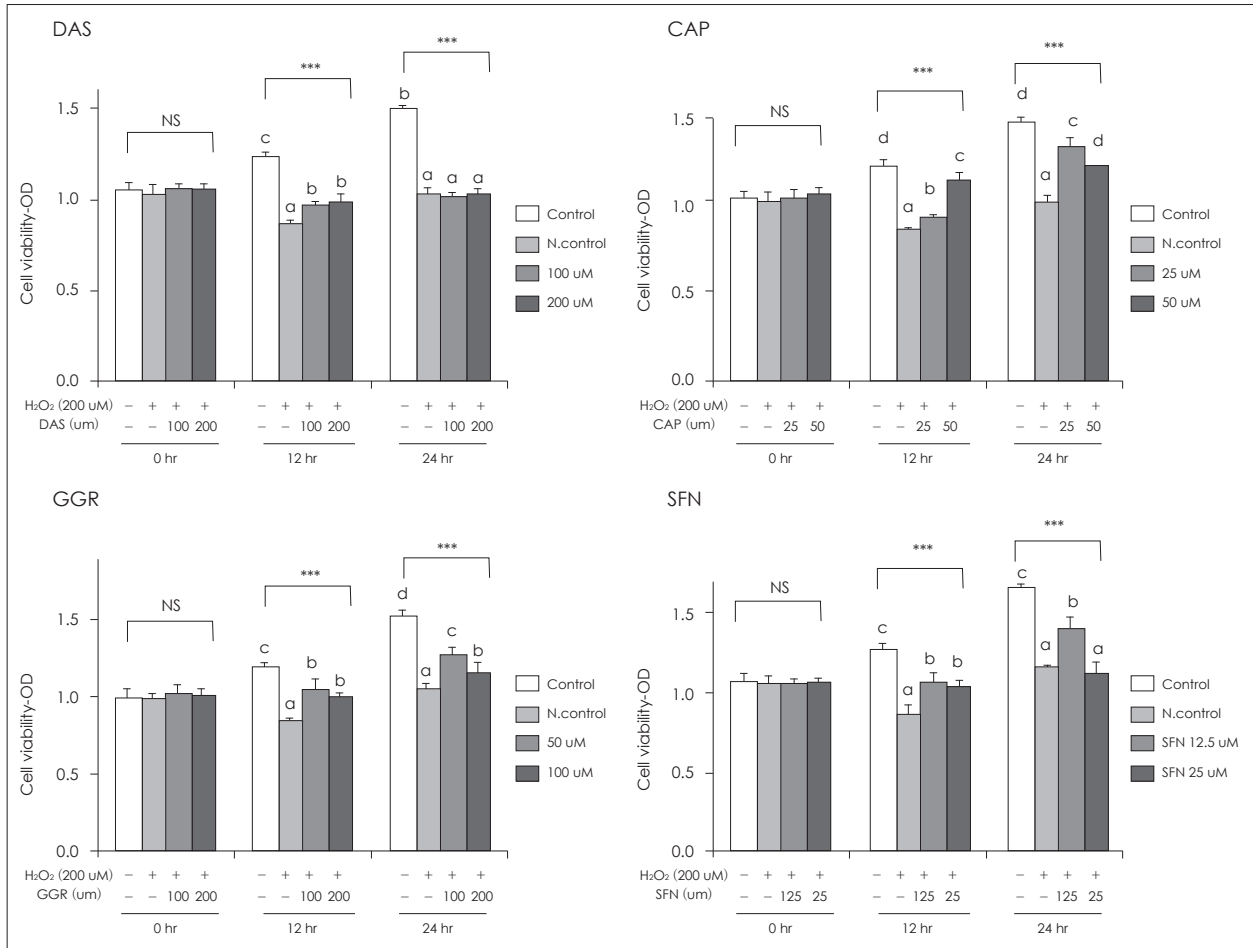 DAS
Cell viability-OD
1.5
1.0
0.5
0.0
NS
***
***
c
a
b
b
b
a
a
a
Control
N.control
100 uM
200 uM
H₂O₂ (200 uM) – + + + – + + + – + + +
DAS (um) – – 100 200 – – 100 200 – – 100 200
0 hr 12 hr 24 hr
CAP
Cell viability-OD
1.5
1.0
0.5
0.0
NS
***
***
d
a
b
c
d
a
c
d
Control
N.control
25 uM
50 uM
H₂O₂ (200 uM) – + + + – + + + – + + +
CAP (um) – – 25 50 – – 25 50 – – 25 50
0 hr 12 hr 24 hr
GGR
Cell viability-OD
1.5
1.0
0.5
0.0
NS
***
***
c
a
b
b
d
a
c
b
Control
N.control
50 uM
100 uM
H₂O₂ (200 uM) – + + + – + + + – + + +
GGR (um) – – 100 200 – – 100 200 – – 100 200
0 hr 12 hr 24 hr
SFN
Cell viability-OD
1.5
1.0
0.5
0.0
NS
***
***
c
a
b
b
c
a
b
a
Control
N.control
SFN 12.5 uM
SFN 25 uM
H₂O₂ (200 uM) – + + + – + + + – + + +
SFN (um) – – 125 25 – – 125 25 – – 125 25
0 hr 12 hr 24 hr